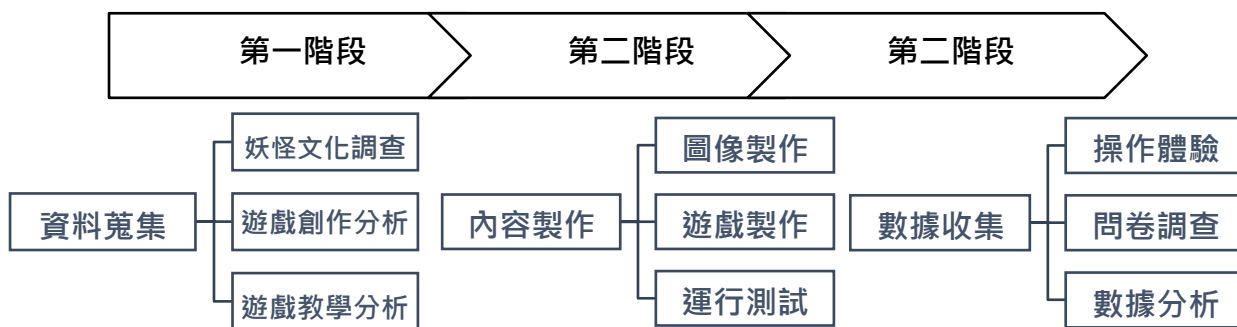 第一階段
第二階段
第二階段
資料蒐集
妖怪文化調查
遊戲創作分析
遊戲教學分析
內容製作
圖像製作
遊戲製作
運行測試
數據收集
操作體驗
問卷調查
數據分析